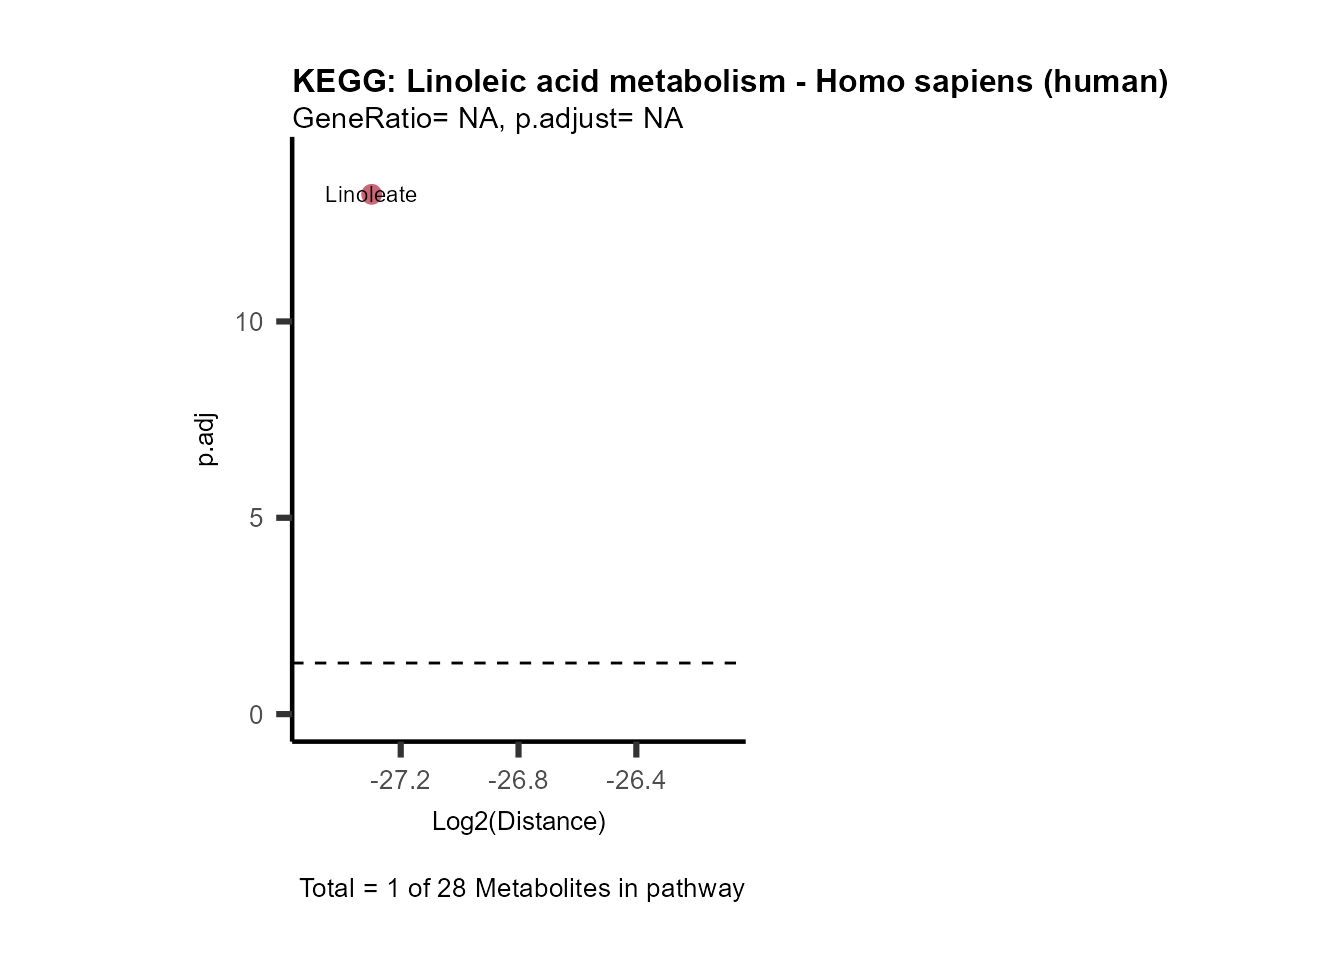 KEGG: Linoleic acid metabolism - Homo sapiens (human)
GeneRatio= NA, p.adjust= NA
Linoleate
10
p.adj
5
0
-27.2 -26.8 -26.4
Log2(Distance)
Total = 1 of 28 Metabolites in pathway